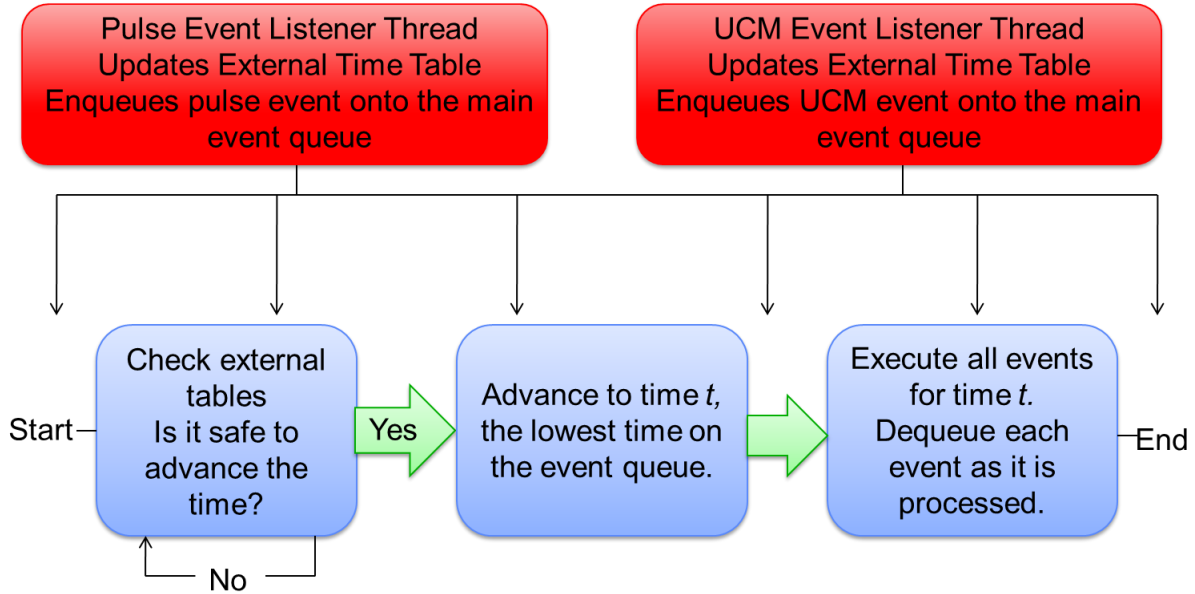 Pulse Event Listener Thread
Updates External Time Table
Enqueues pulse event onto the main
event queue
UCM Event Listener Thread
Updates External Time Table
Enqueues UCM event onto the main
event queue
Start
Check external
tables
Is it safe to
advance the
time?
No
Yes
Advance to time t,
the lowest time on
the event queue.
Execute all events
for time t.
Dequeue each
event as it is
processed.
End